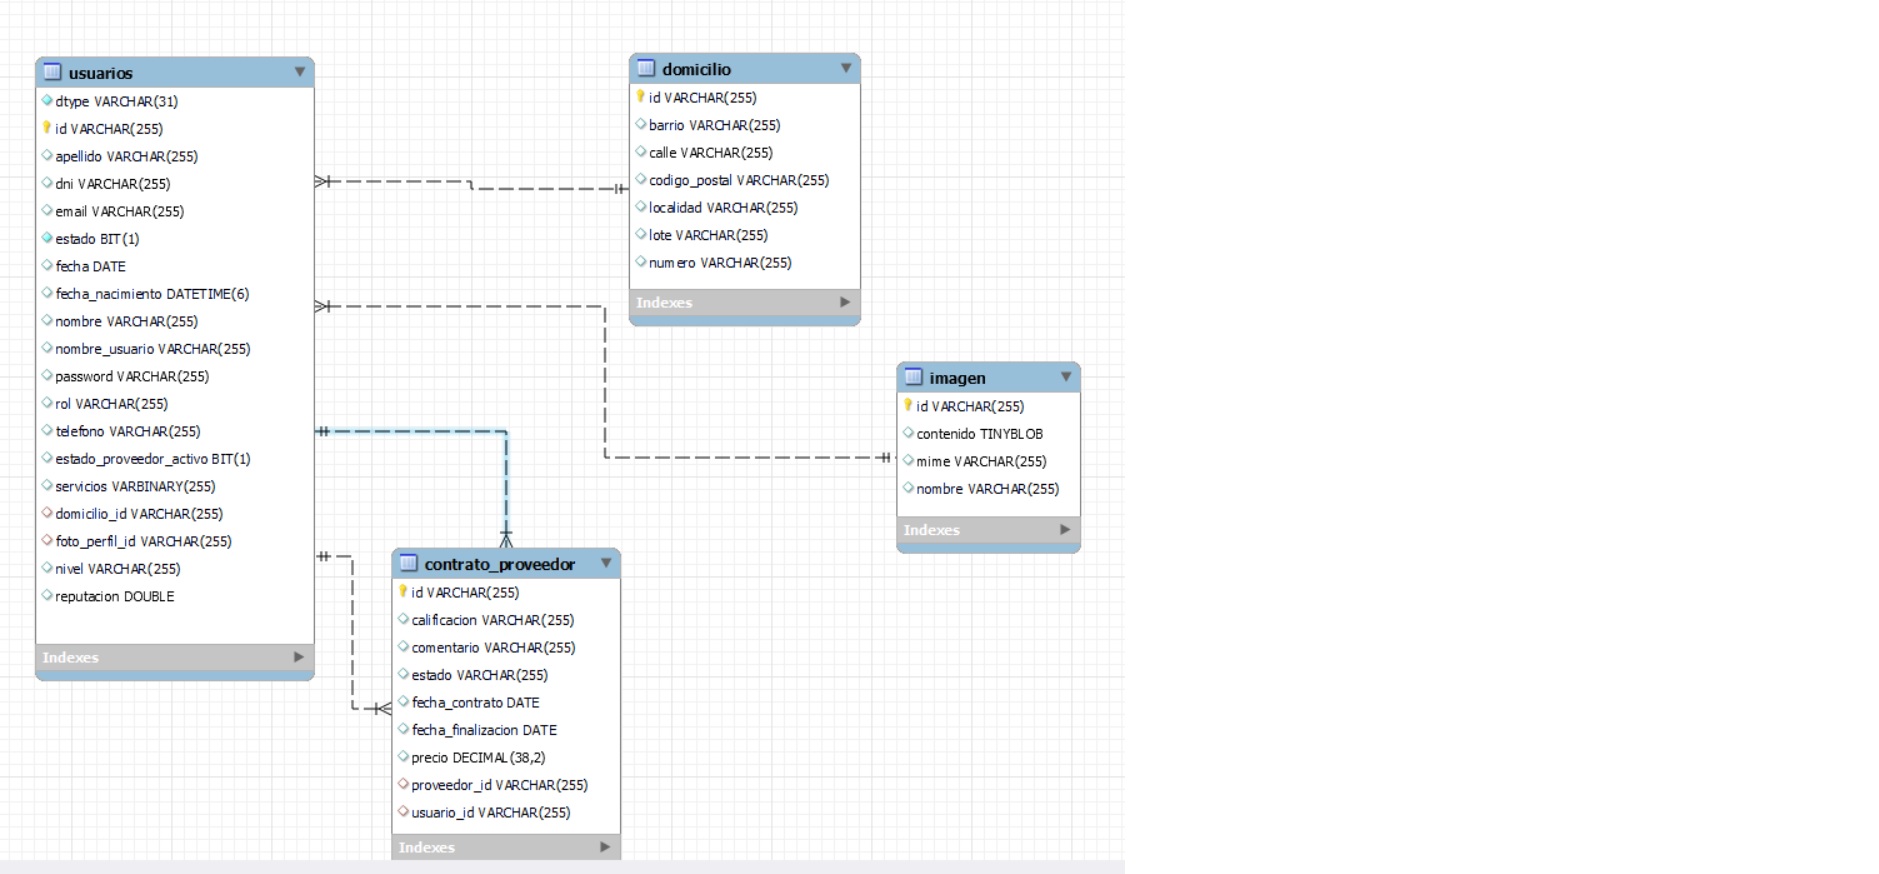 usuarios
dtype VARCHAR(31)
id VARCHAR(255)
apellido VARCHAR(255)
dni VARCHAR(255)
email VARCHAR(255)
estado BIT(1)
fecha DATE
fecha_nacimiento DATETIME(6)
nombre VARCHAR(255)
nombre_usuario VARCHAR(255)
password VARCHAR(255)
rol VARCHAR(255)
telefono VARCHAR(255)
estado_proveedor_activo BIT(1)
servicios VARBINARY(255)
domicilio_id VARCHAR(255)
foto_perfil_id VARCHAR(255)
nivel VARCHAR(255)
reputacion DOUBLE
Indexes
domicilio
id VARCHAR(255)
barrio VARCHAR(255)
calle VARCHAR(255)
codigo_postal VARCHAR(255)
localidad VARCHAR(255)
lote VARCHAR(255)
numero VARCHAR(255)
Indexes
imagen
id VARCHAR(255)
contenido TINYBLOB
mime VARCHAR(255)
nombre VARCHAR(255)
Indexes
contrato_proveedor
id VARCHAR(255)
calificacion VARCHAR(255)
comentario VARCHAR(255)
estado VARCHAR(255)
fecha_contrato DATE
fecha_finalizacion DATE
precio DECIMAL(38,2)
proveedor_id VARCHAR(255)
usuario_id VARCHAR(255)
Indexes